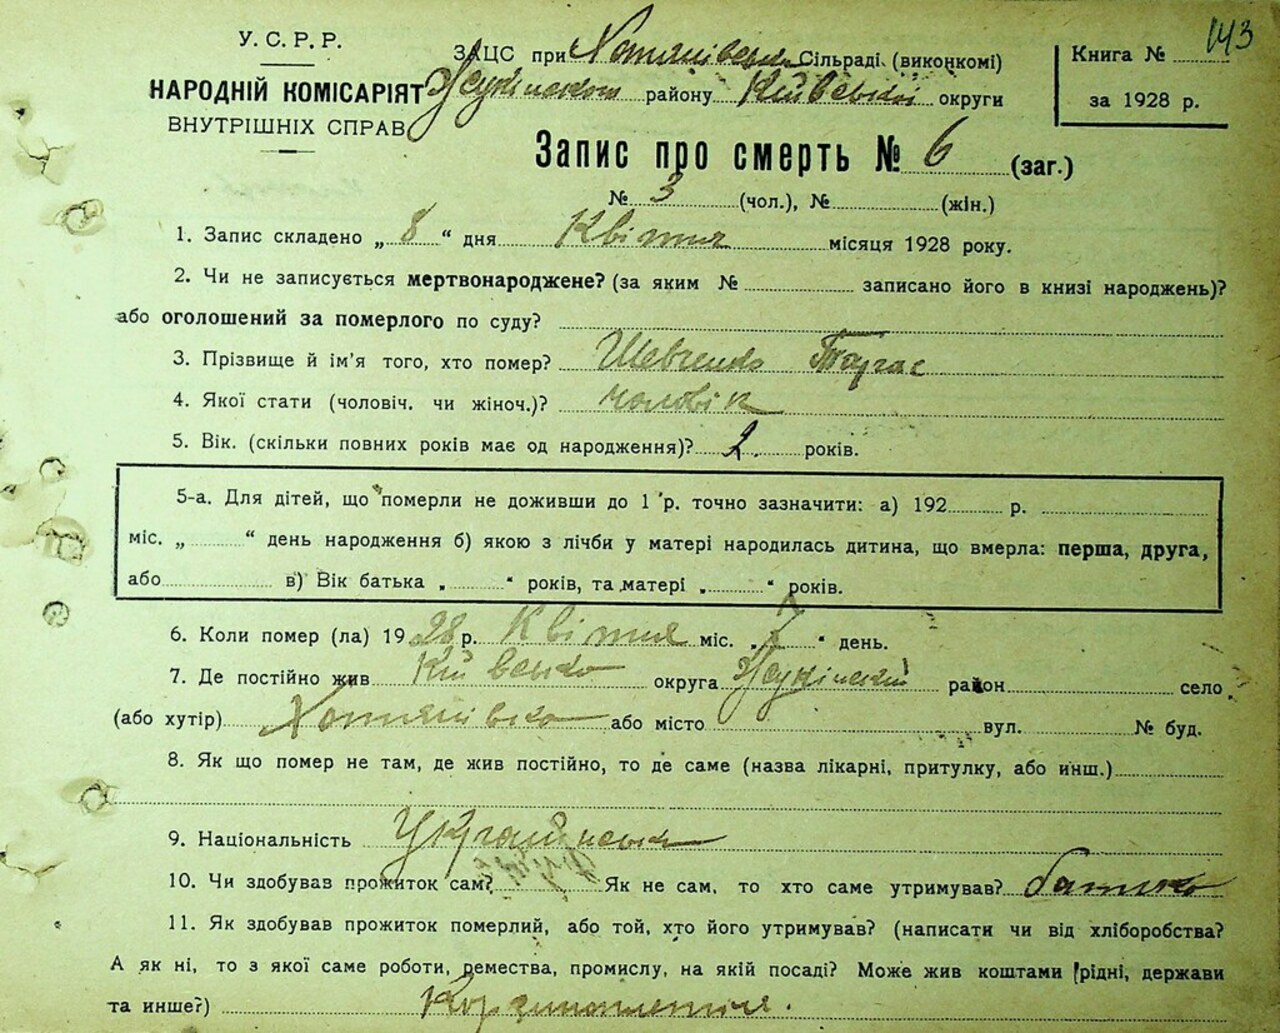 143
У. С. Р. Р.
НАРОДНІЙ КОМІСАРІЯТ
ВНУТРІШНІХ СПРАВ
ЗАЦС при Хотянівськ Сільраді (виконкомі)
району Київської округи
Книга №
за 1928 р.
Запис про смерть № 6 (заг.)
№ 3 (чол.), № (жін.)
1. Запис складено „ 8 “ дня Квітня місяця 1928 року.
2. Чи не записується мертвонароджене? (за яким № записано його в книзі народжень)?
або оголошений за померлого по суду?
3. Прізвище й ім'я того, хто помер? Шевченко Тарас
4. Якої стати (чоловіч. чи жіноч.)? чоловік
5. Вік. (скільки повних років має од народження)? 2 років.
5-а. Для дітей, що померли не доживши до 1 р. точно зазначити: а) 192 р.
міс. „ “ день народження б) якою з лічби у матері народилась дитина, що вмерла: перша, друга,
або в) Вік батька „ “ років, та матері „ “ років.
6. Коли помер (ла) 1928 р. Квітня міс. „ “ день.
7. Де постійно жив Київсько округа район село
(або хутір) Хотянівка або місто вул. № буд.
8. Як що помер не там, де жив постійно, то де саме (назва лікарні, притулку, або инш.)
9. Національність Українськ
10. Чи здобував прожиток сам? Як не сам, то хто саме утримував? батько
11. Як здобував прожиток померлий, або той, хто його утримував? (написати чи від хліборобства?
А як ні, то з якої саме роботи, ремества, промислу, на якій посаді? Може жив коштами (рідні, держави
та инше?)